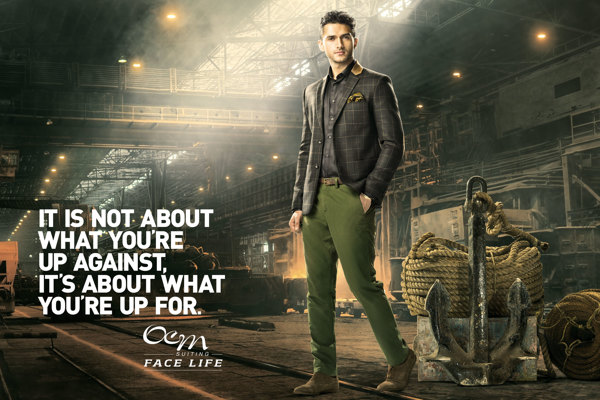 IT IS NOT ABOUT
WHAT YOU'RE
UP AGAINST,
IT'S ABOUT WHAT
YOU'RE UP FOR.
OCM
SUITING
FACE LIFE